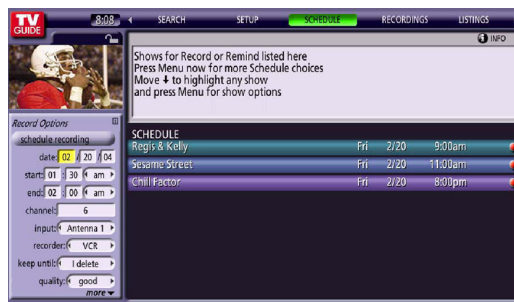 TV GUIDE
8:08
SEARCH SETUP SCHEDULE RECORDINGS LISTINGS
INFO
Shows for Record or Remind listed here
Press Menu now for more Schedule choices
Move ↓ to highlight any show
and press Menu for show options
Record Options
schedule recording
date: 02 / 20 / 04
start: 01 : 30 am
end: 02 : 00 am
channel: 6
input: Antenna 1
recorder: VCR
keep until: I delete
quality: good
more
SCHEDULE
Regis & Kelly Fri 2/20 9:00am
Sesame Street Fri 2/20 11:00am
Chill Factor Fri 2/20 8:00pm